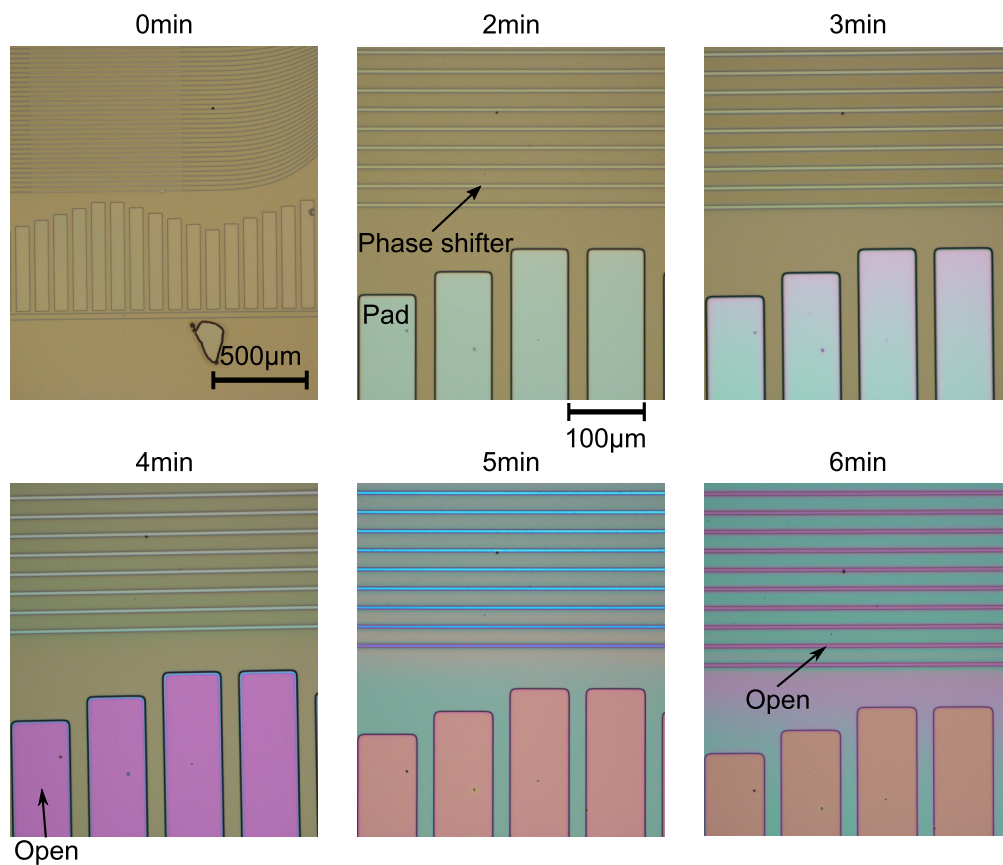 0min
2min
3min
Phase shifter
Pad
500µm
100µm
4min
5min
6min
Open
Open